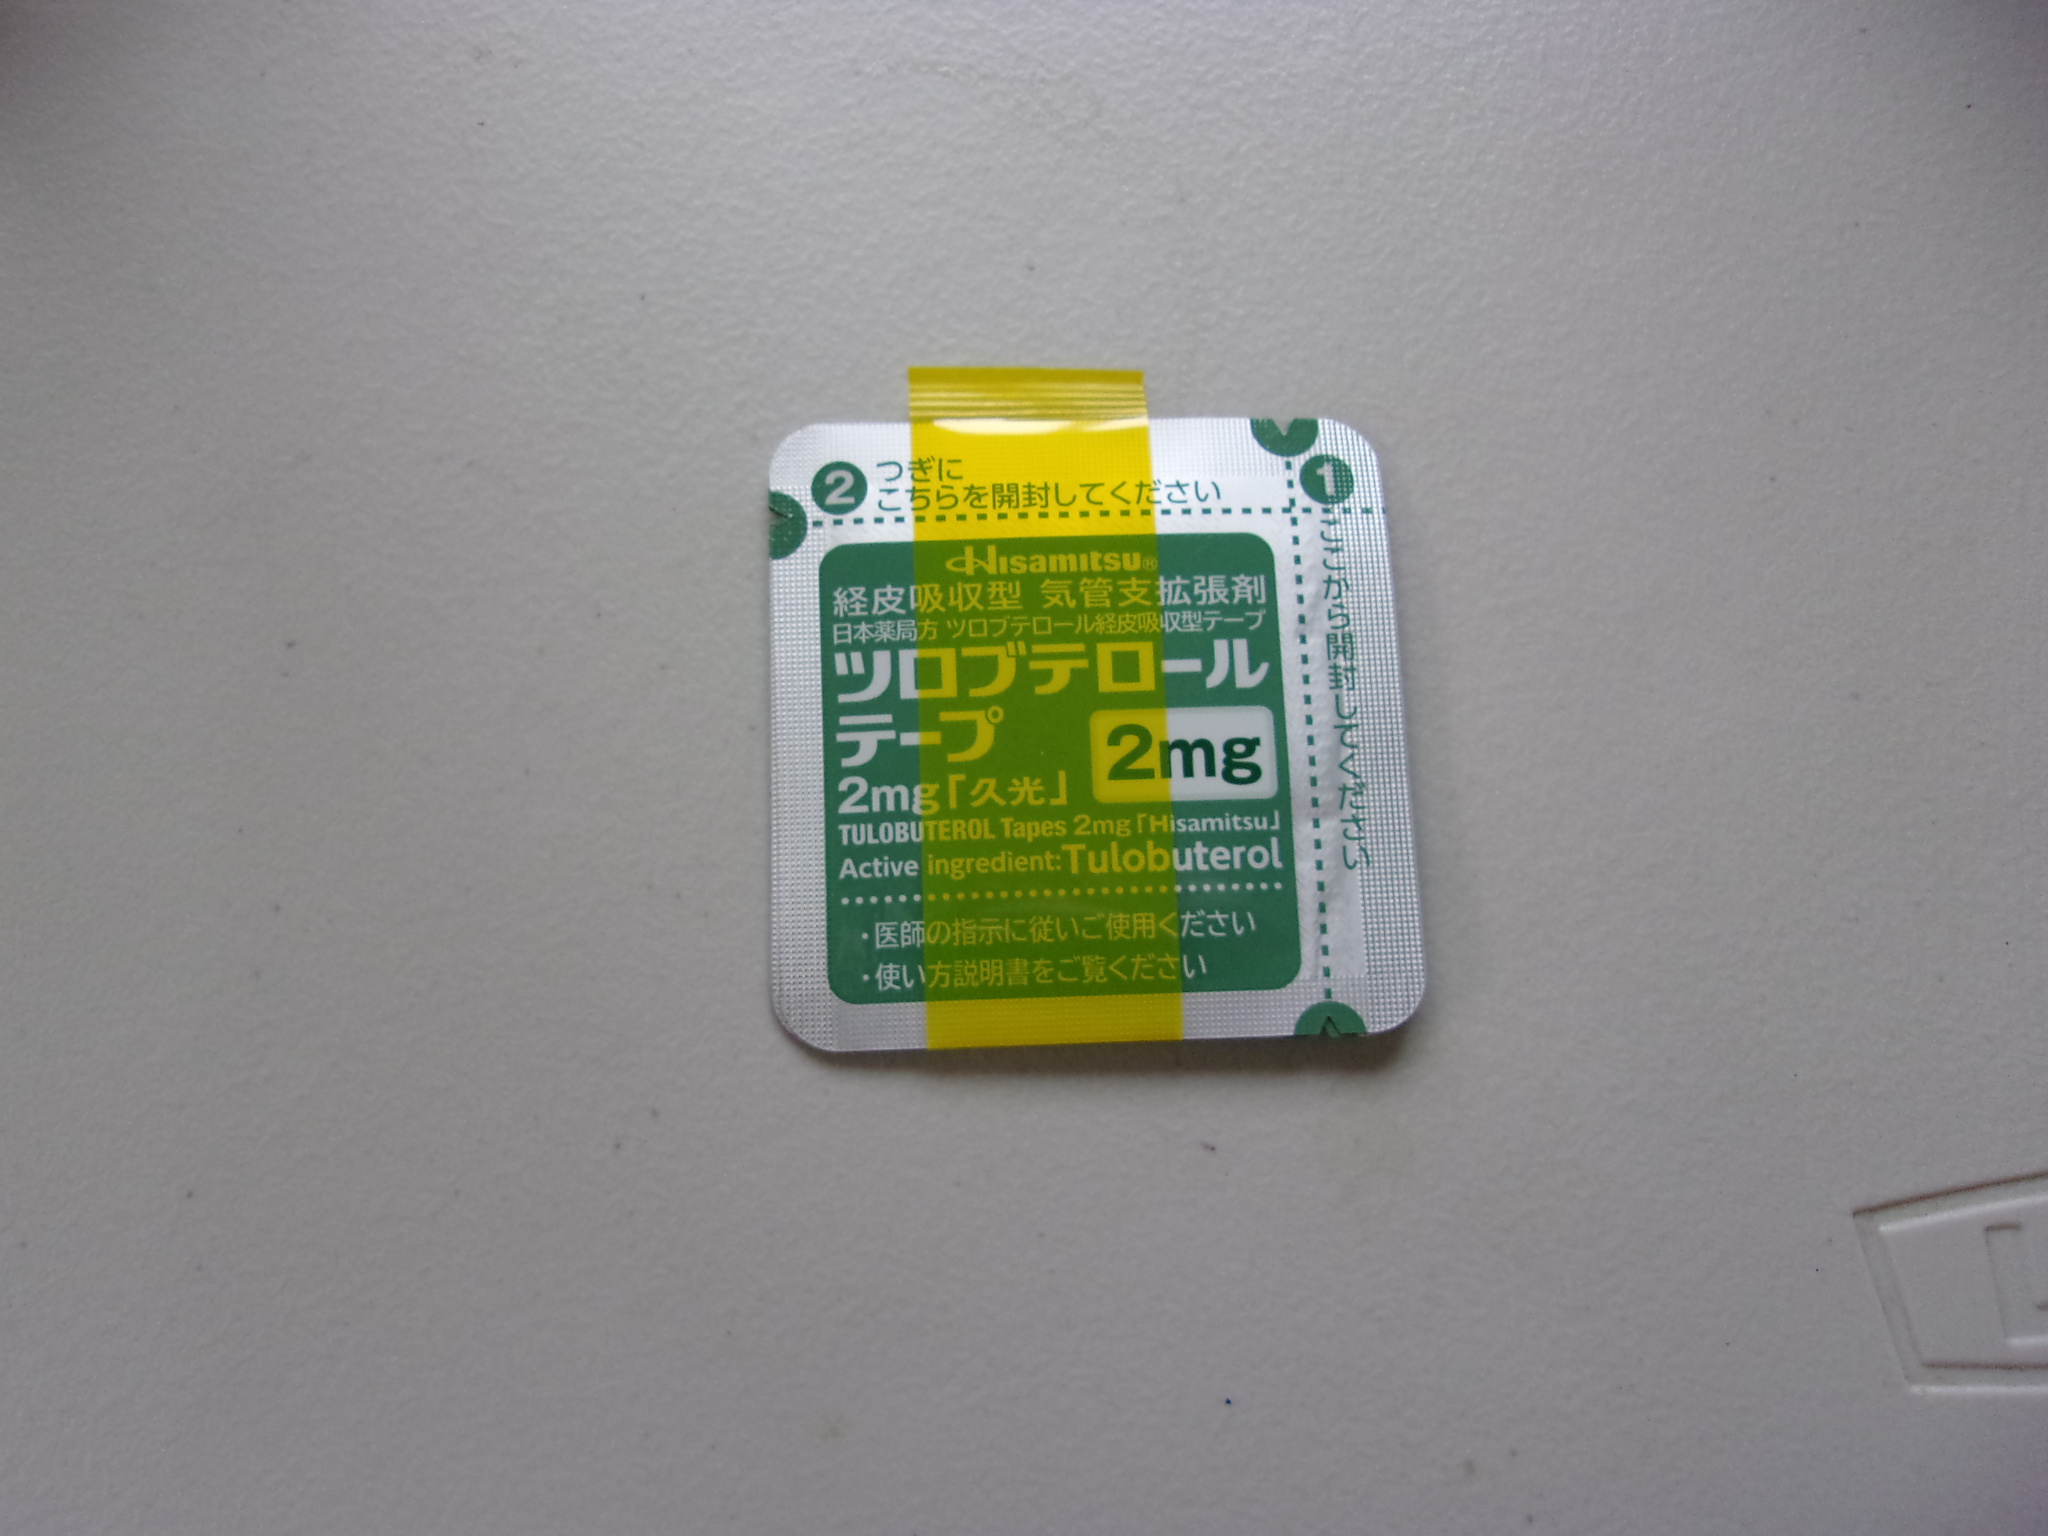 2 つぎに
こちらを開封してください
1 ここから開封してください
Hisamitsu®
経皮吸収型 気管支拡張剤
日本薬局方 ツロブテロール経皮吸収型テープ
ツロブテロール
テープ
2mg
2mg「久光」
TULOBUTEROL Tapes 2mg「Hisamitsu」
Active ingredient:Tulobuterol
・医師の指示に従いご使用ください
・使い方説明書をご覧ください